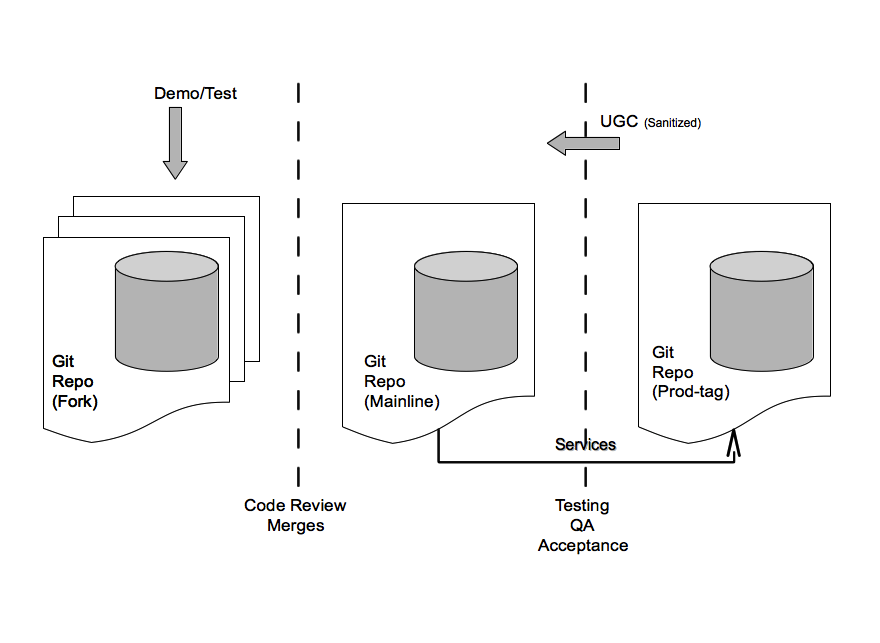 Demo/Test
UGC (Sanitized)
Git
Repo
(Fork)
Git
Repo
(Mainline)
Git
Repo
(Prod-tag)
Services
Code Review
Merges
Testing
QA
Acceptance